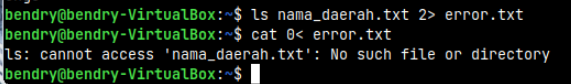 bendry@bendry-VirtualBox:~$ ls nama_daerah.txt 2> error.txt
bendry@bendry-VirtualBox:~$ cat 0< error.txt
ls: cannot access 'nama_daerah.txt': No such file or directory
bendry@bendry-VirtualBox:~$